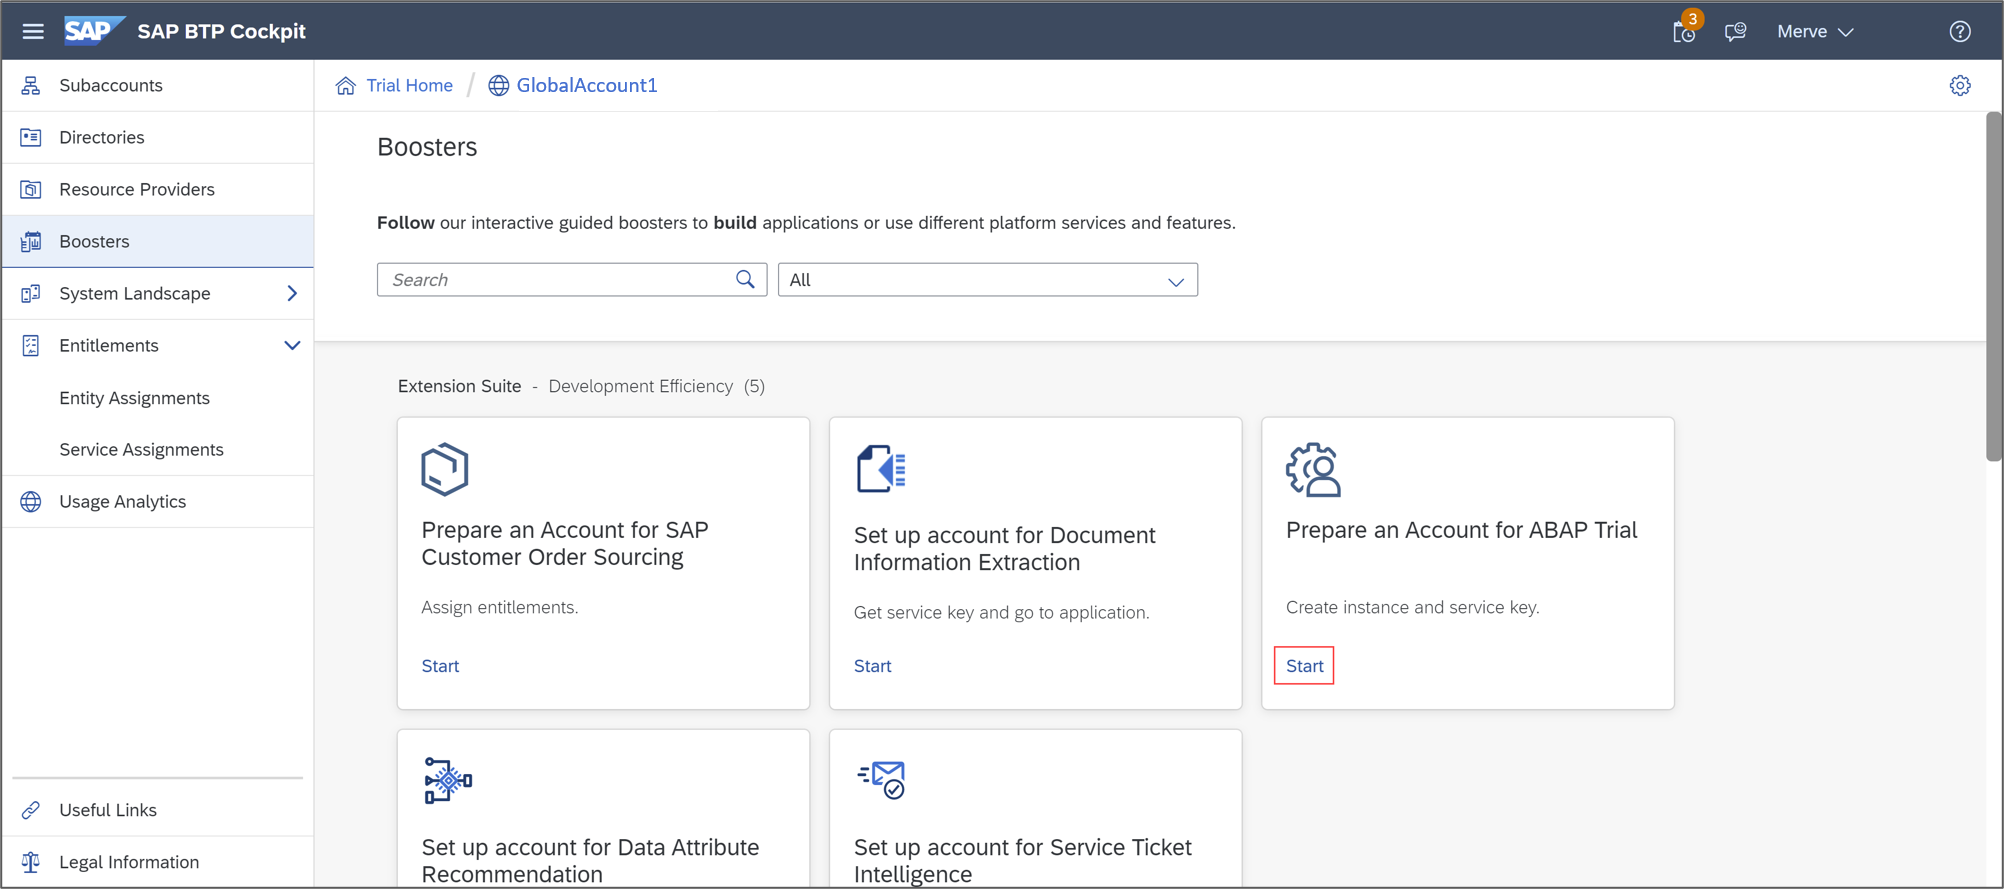 SAP SAP BTP Cockpit
3
Merve
?
Subaccounts
Directories
Resource Providers
Boosters
System Landscape
Entitlements
Entity Assignments
Service Assignments
Usage Analytics
Useful Links
Legal Information
Trial Home / GlobalAccount1
Boosters
Follow our interactive guided boosters to build applications or use different platform services and features.
Search
All
Extension Suite - Development Efficiency (5)
Prepare an Account for SAP
Customer Order Sourcing
Assign entitlements.
Start
Set up account for Document
Information Extraction
Get service key and go to application.
Start
Prepare an Account for ABAP Trial
Create instance and service key.
Start
Set up account for Data Attribute
Recommendation
Set up account for Service Ticket
Intelligence